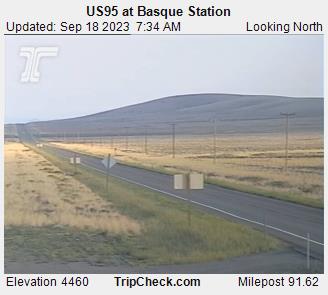 US95 at Basque Station
Updated: Sep 18 2023 7:34 AM Looking North
Elevation 4460 TripCheck.com Milepost 91.62